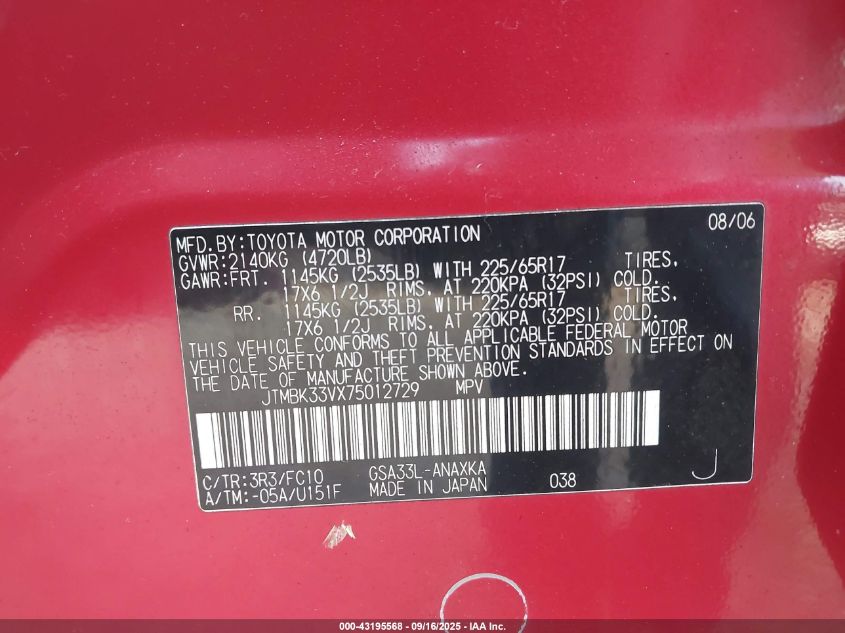 MFD.BY:TOYOTA MOTOR CORPORATION 08/06
GVWR:2140KG (4720LB)
GAWR:FRT. 1145KG (2535LB) WITH 225/65R17 TIRES,
17X6 1/2J RIMS, AT 220KPA (32PSI) COLD.
RR. 1145KG (2535LB) WITH 225/65R17 TIRES,
17X6 1/2J RIMS, AT 220KPA (32PSI) COLD.
THIS VEHICLE CONFORMS TO ALL APPLICABLE FEDERAL MOTOR
VEHICLE SAFETY AND THEFT PREVENTION STANDARDS IN EFFECT ON
THE DATE OF MANUFACTURE SHOWN ABOVE.
JTMBK33VX75012729 MPV
C/TR:3R3/FC10 GSA33L-ANAXKA
A/TM:-05A/U151F MADE IN JAPAN 038 J
000-43195568 - 09/16/2025 - IAA Inc.